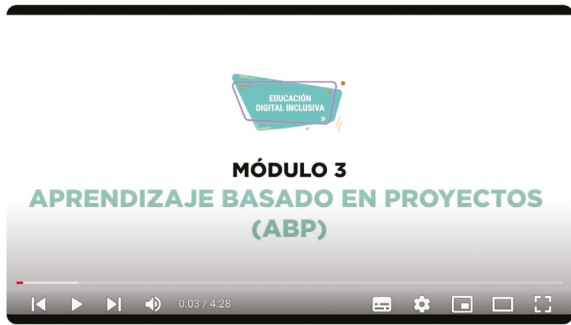 EDUCACIÓN
DIGITAL INCLUSIVA
MÓDULO 3
APRENDIZAJE BASADO EN PROYECTOS
(ABP)
0:03 / 4:28